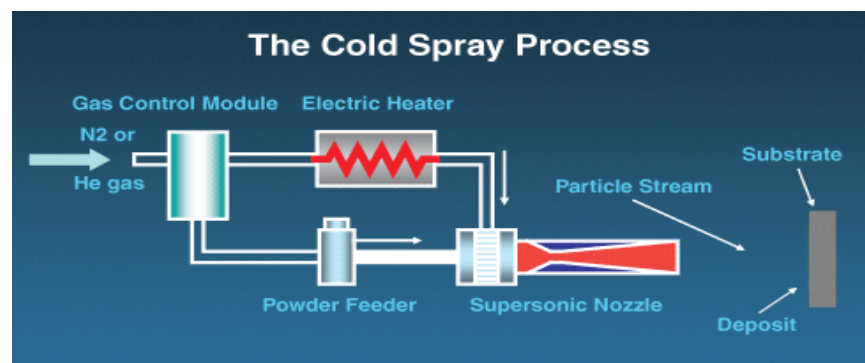 The Cold Spray Process
Gas Control Module
Electric Heater
N2 or
He gas
Substrate
Particle Stream
Powder Feeder
Supersonic Nozzle
Deposit